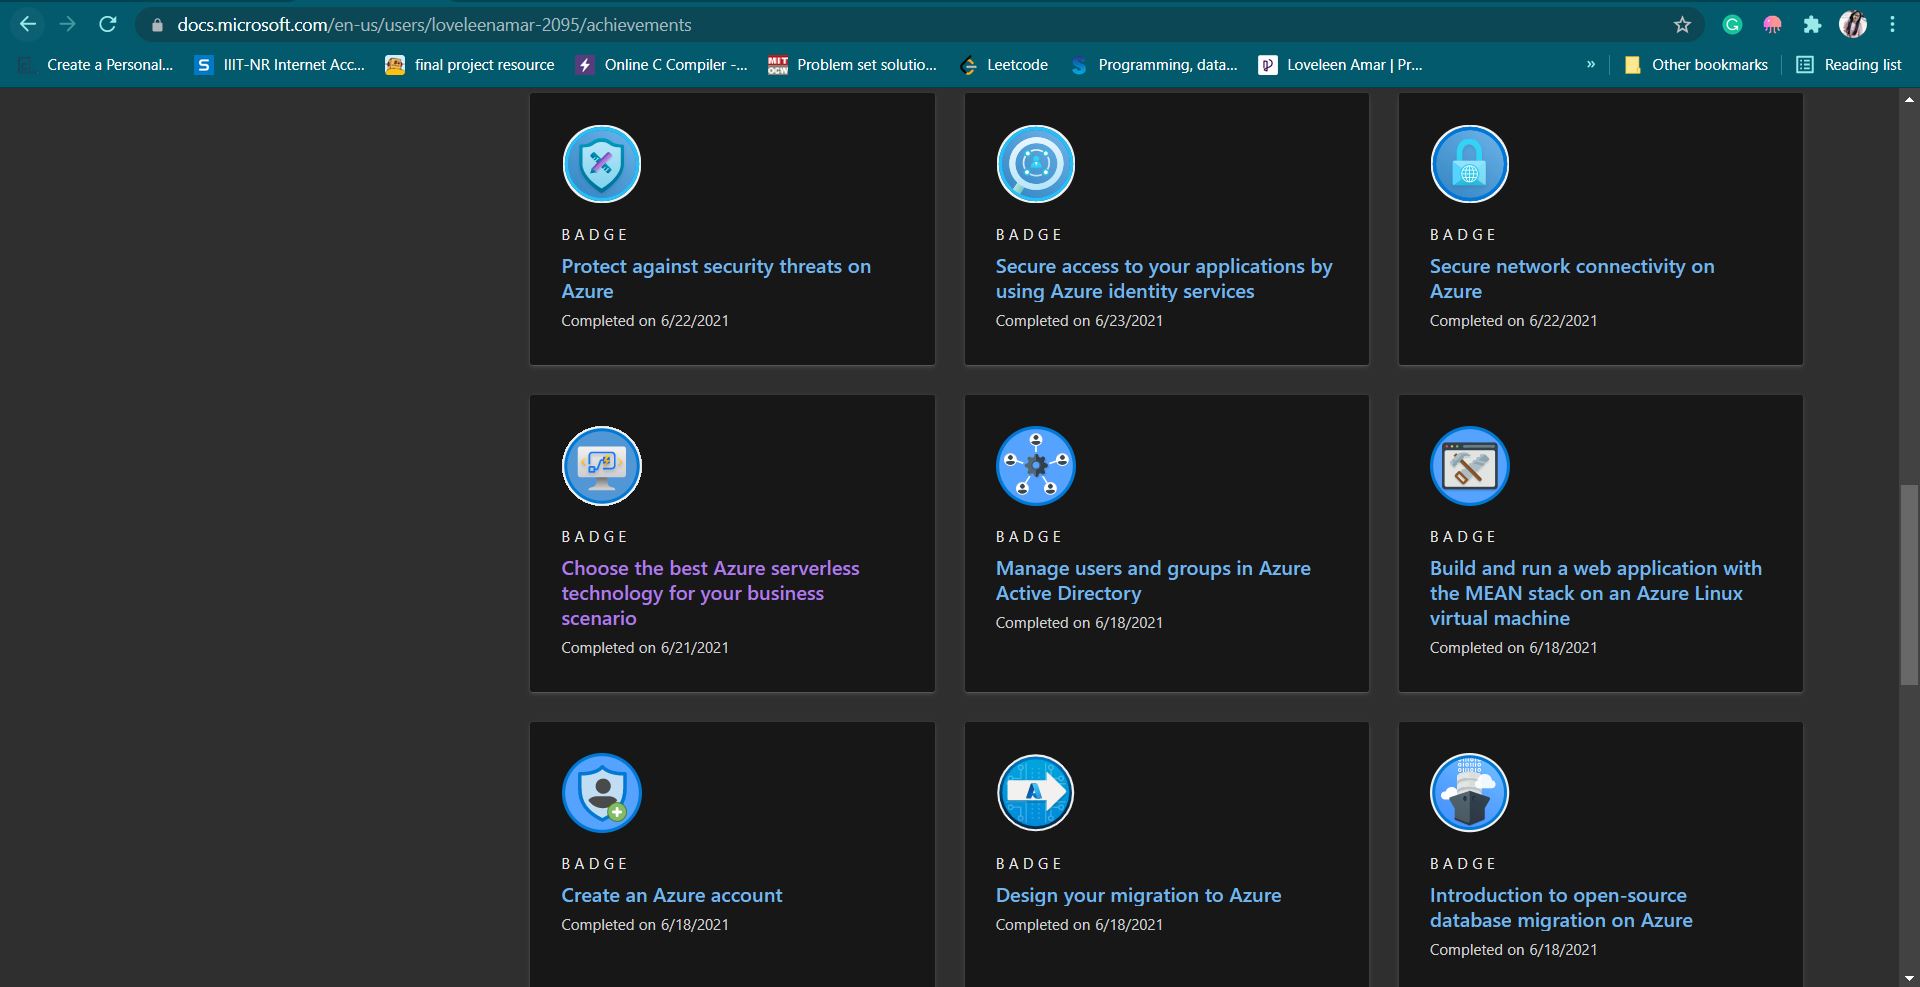 docs.microsoft.com/en-us/users/loveleenamar-2095/achievements
Create a Personal...
S
IIIT-NR Internet Acc...
final project resource
Online C Compiler -...
MIT
OCW
Problem set solutio...
Leetcode
S
Programming, data...
Loveleen Amar | Pr...
»
Other bookmarks
Reading list
BADGE
Protect against security threats on
Azure
Completed on 6/22/2021
BADGE
Secure access to your applications by
using Azure identity services
Completed on 6/23/2021
BADGE
Secure network connectivity on
Azure
Completed on 6/22/2021
BADGE
Choose the best Azure serverless
technology for your business
scenario
Completed on 6/21/2021
BADGE
Manage users and groups in Azure
Active Directory
Completed on 6/18/2021
BADGE
Build and run a web application with
the MEAN stack on an Azure Linux
virtual machine
Completed on 6/18/2021
BADGE
Create an Azure account
Completed on 6/18/2021
BADGE
Design your migration to Azure
Completed on 6/18/2021
BADGE
Introduction to open-source
database migration on Azure
Completed on 6/18/2021